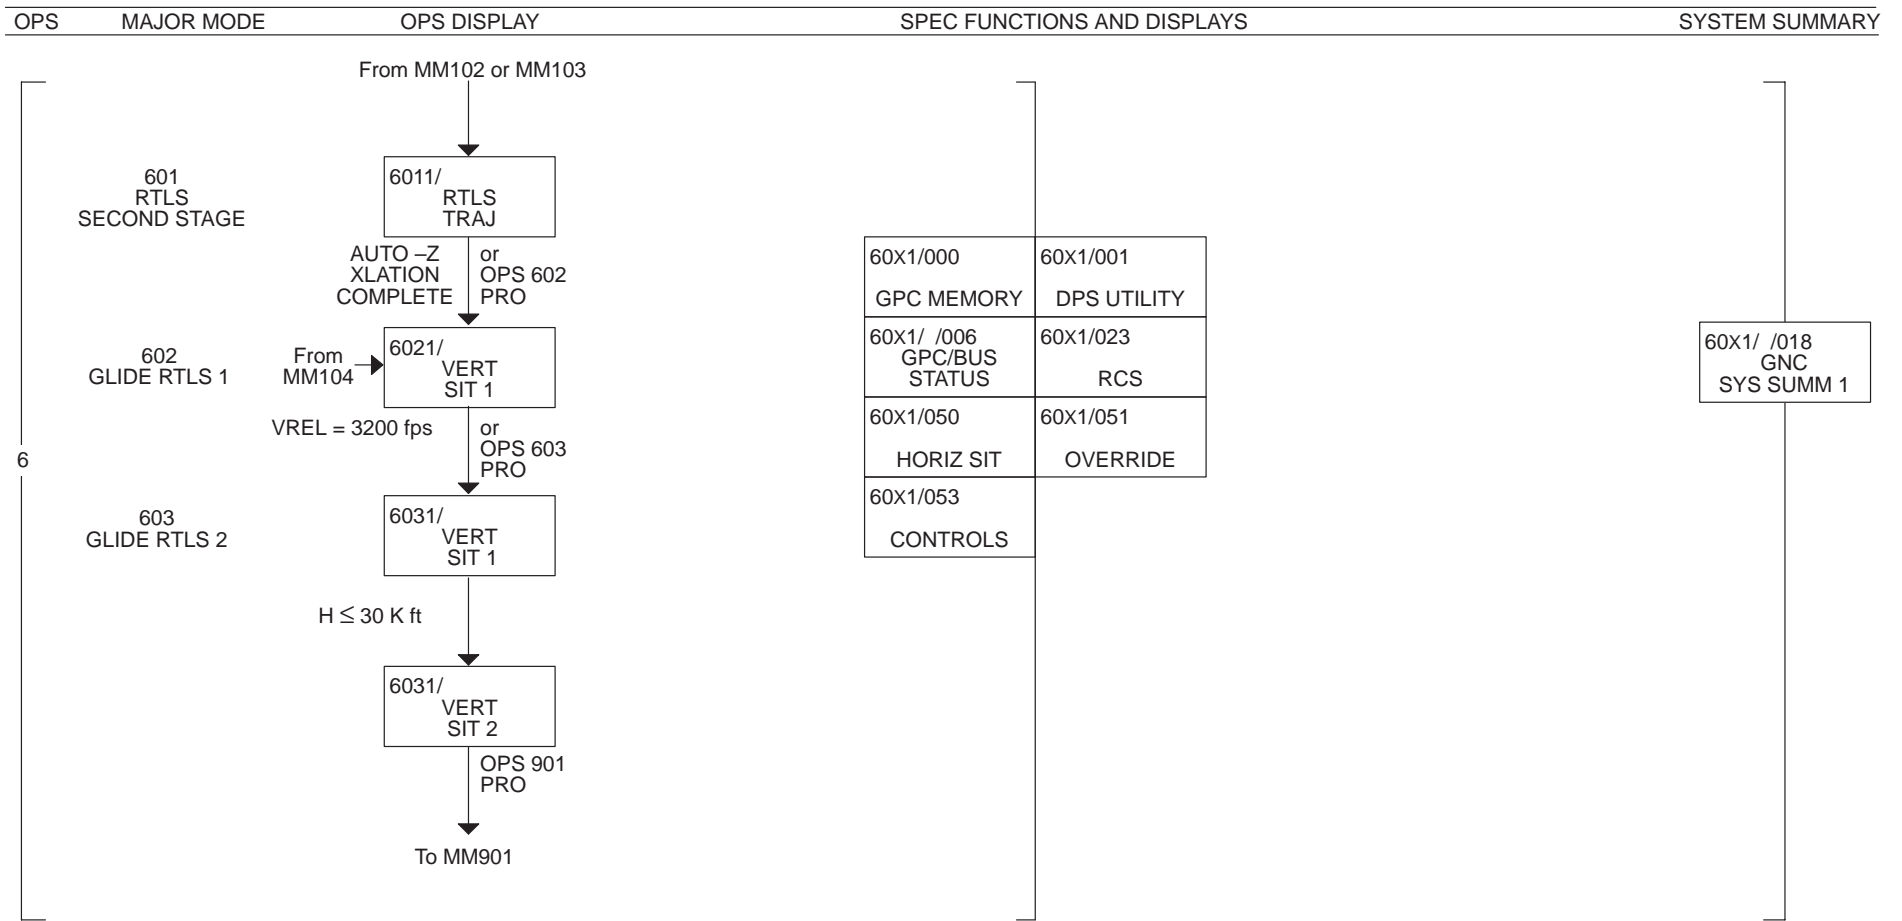 OPS MAJOR MODE OPS DISPLAY SPEC FUNCTIONS AND DISPLAYS SYSTEM SUMMARY
From MM102 or MM103
6
601
RTLS
SECOND STAGE
6011/
RTLS
TRAJ
AUTO –Z
XLATION
COMPLETE
or
OPS 602
PRO
602
GLIDE RTLS 1
From
MM104
6021/
VERT
SIT 1
VREL = 3200 fps
or
OPS 603
PRO
603
GLIDE RTLS 2
6031/
VERT
SIT 1
H ≤ 30 K ft
6031/
VERT
SIT 2
OPS 901
PRO
To MM901
60X1/000
GPC MEMORY
60X1/001
DPS UTILITY
60X1/ /006
GPC/BUS
STATUS
60X1/023
RCS
60X1/050
HORIZ SIT
60X1/051
OVERRIDE
60X1/053
CONTROLS
60X1/ /018
GNC
SYS SUMM 1